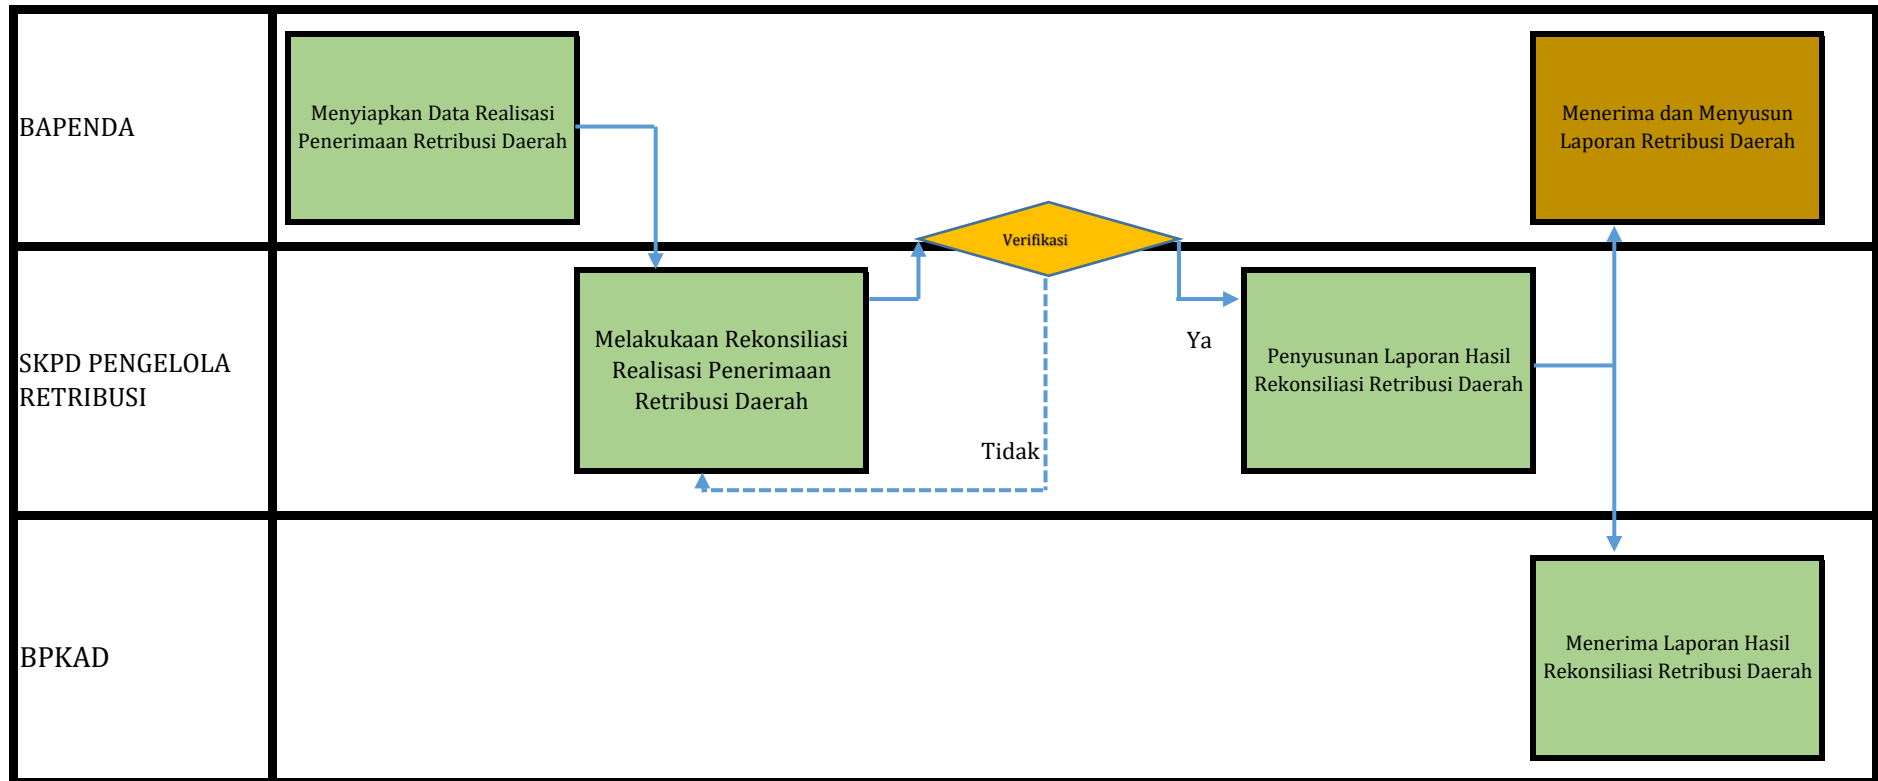 BAPENDA
Menyiapkan Data Realisasi
Penerimaan Retribusi Daerah
Menerima dan Menyusun
Laporan Retribusi Daerah
Verifikasi
SKPD PENGELOLA
RETRIBUSI
Melakukaan Rekonsiliasi
Realisasi Penerimaan
Retribusi Daerah
Ya
Penyusunan Laporan Hasil
Rekonsiliasi Retribusi Daerah
Tidak
BPKAD
Menerima Laporan Hasil
Rekonsiliasi Retribusi Daerah